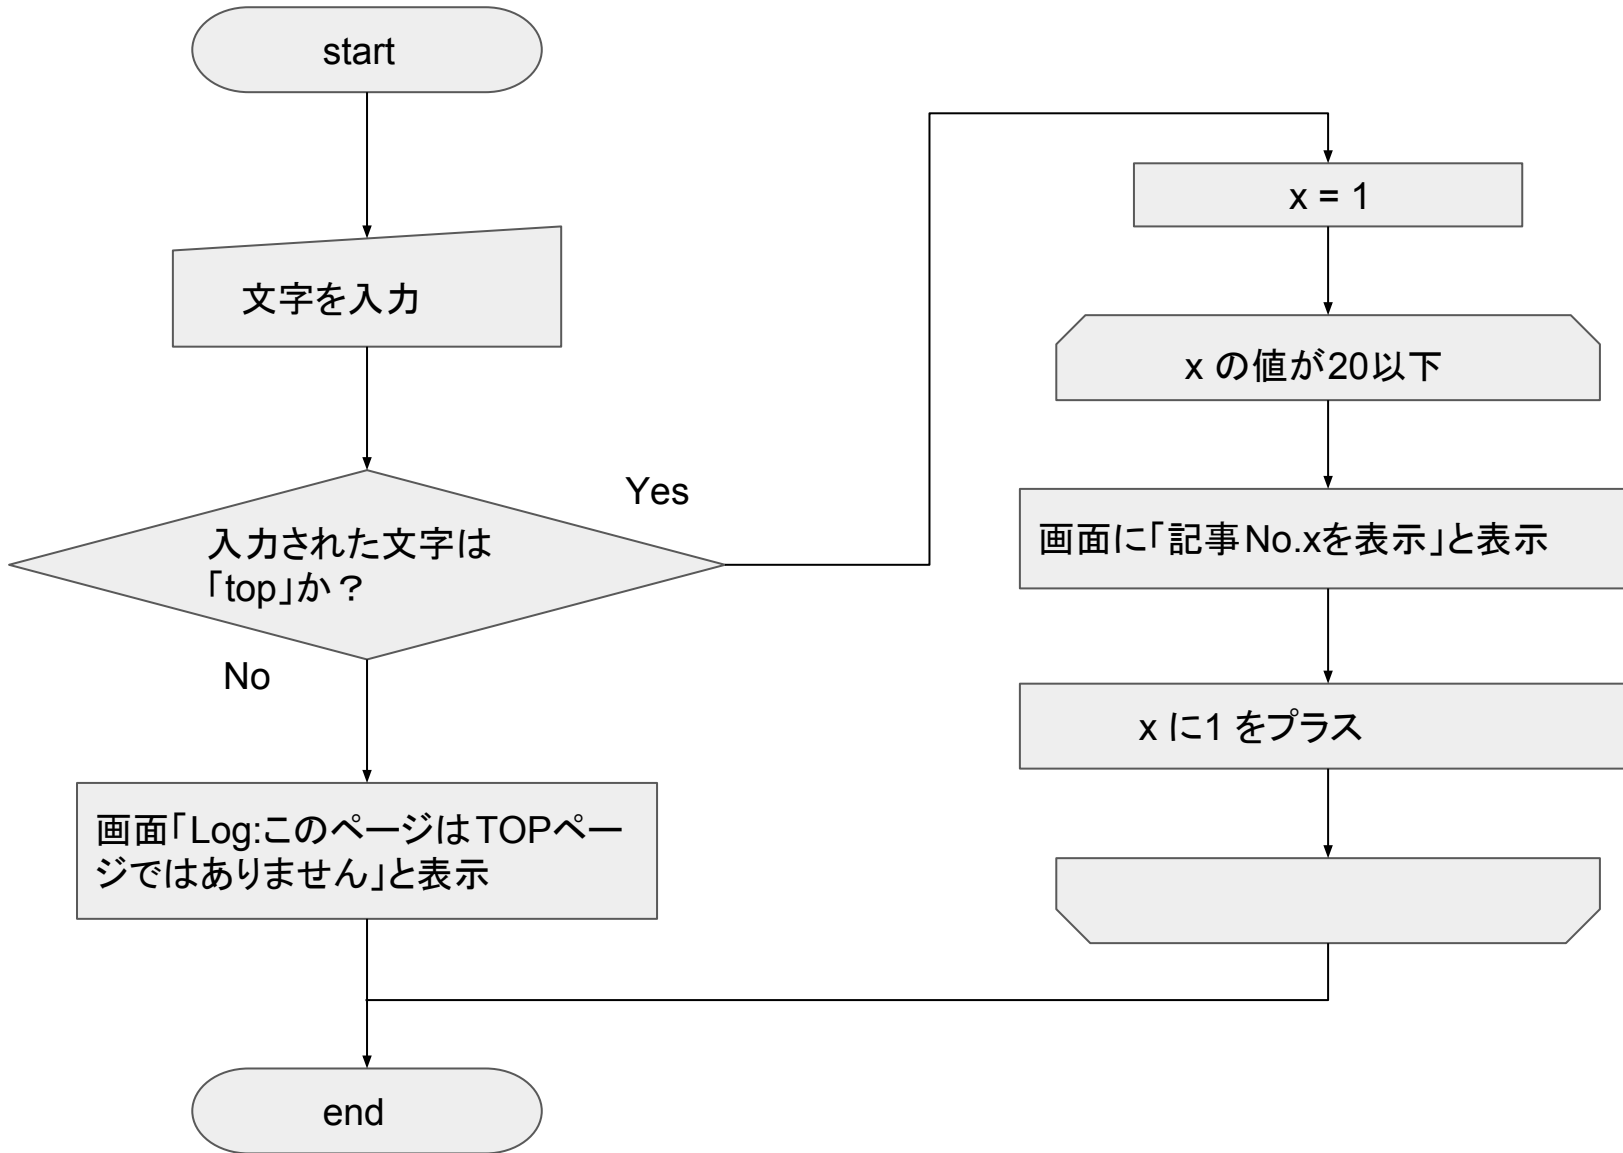 start
文字を入力
入力された文字は
「top」か？
Yes
No
画面「Log:このページはTOPペー
ジではありません」と表示
x = 1
x の値が20以下
画面に「記事No.xを表示」と表示
x に1 をプラス
end